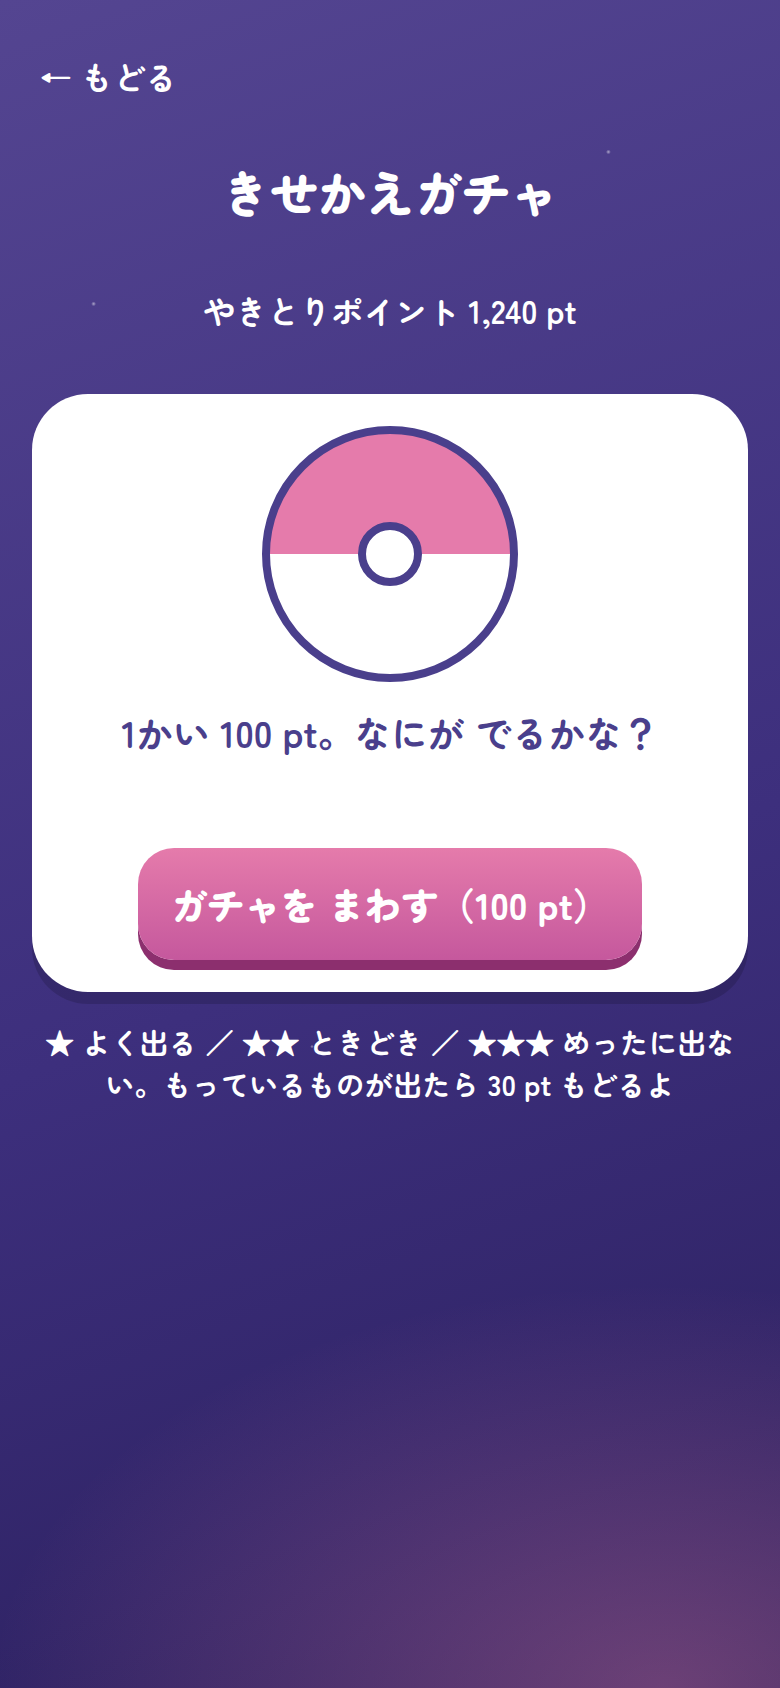 ← もどる
きせかえガチャ
やきとりポイント 1,240 pt
1かい 100 pt。なにが でるかな？
ガチャを まわす（100 pt）
★ よく出る ／ ★★ ときどき ／ ★★★ めったに出な
い。もっているものが出たら 30 pt もどるよ